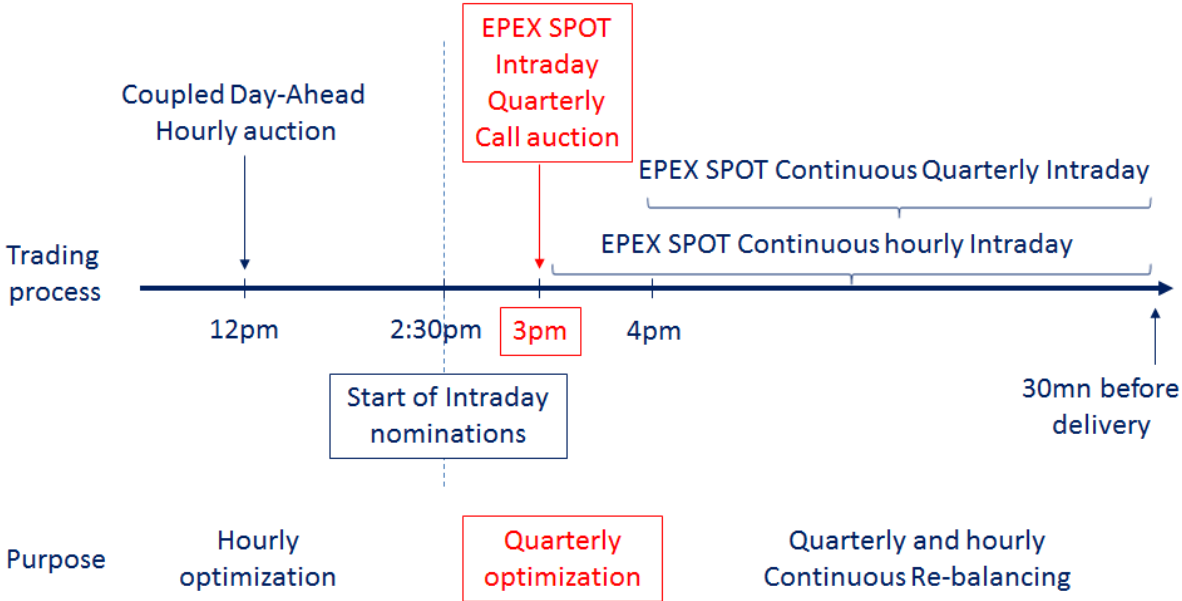 EPEX SPOT
Intraday
Quarterly
Call auction
Coupled Day-Ahead
Hourly auction
EPEX SPOT Continuous Quarterly Intraday
EPEX SPOT Continuous hourly Intraday
Trading
process
12pm
2:30pm
3pm
4pm
Start of Intraday
nominations
30mn before
delivery
Purpose
Hourly
optimization
Quarterly
optimization
Quarterly and hourly
Continuous Re-balancing